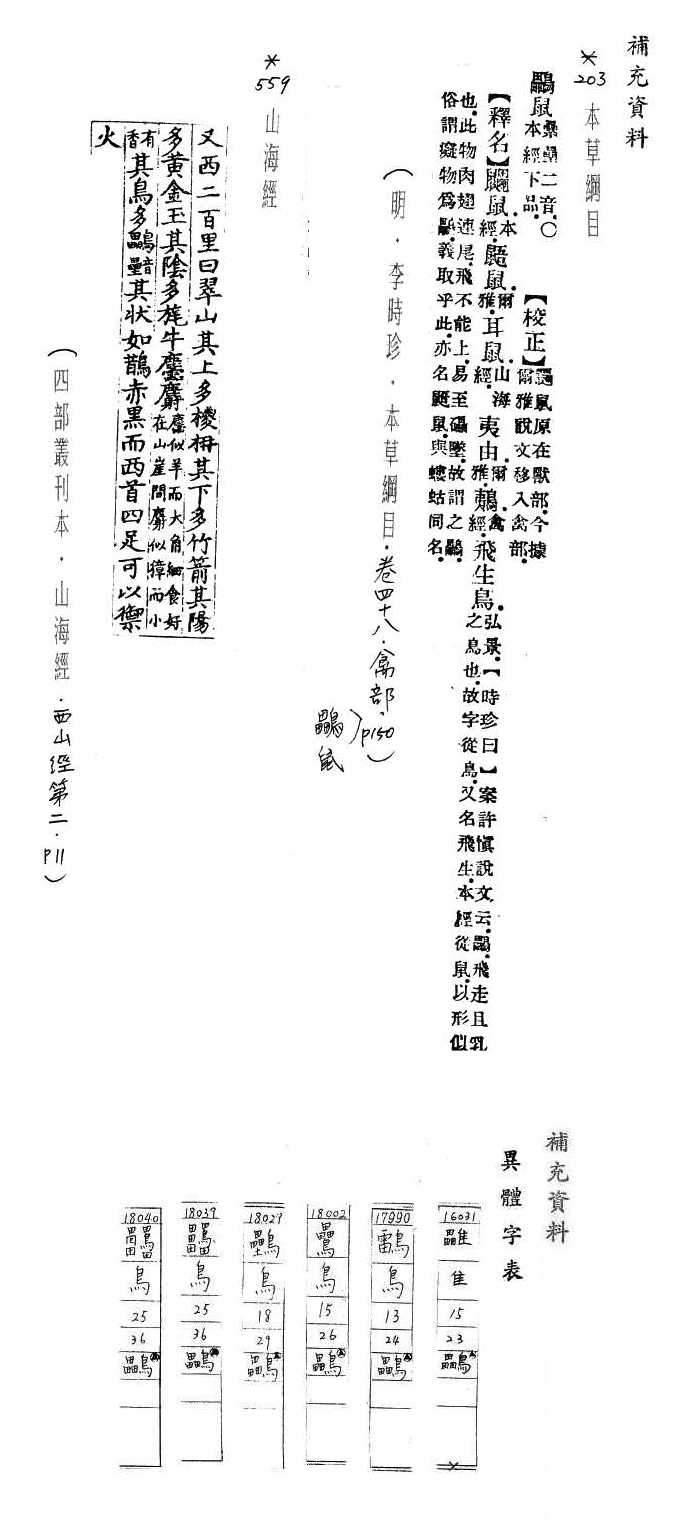 補充資料
*203 本草綱目
鸓鼠本經下品。
【校正】
爾雅說文移入禽部。
鼠原在獸部。今據
【釋名】鼺鼠本經。鼯鼠爾雅。耳鼠山海經。夷由爾雅。鶈禽經。飛生鳥弘景。【時珍曰】案許慎說文云。鸓。飛走且乳
之鳥也。故字從鳥。又名飛生。本經從鼠。以形似
也。此物肉翅連尾。飛不能上。易至礧墜。故謂之鸓。
俗謂癡物為鸓。義取乎此。亦名鼯鼠。與螻蛄同名。
(明.李時珍.本草綱目.卷四十八.禽部.p150)
鸓鼠
*559 山海經
又西二百里曰翠山其上多椶枏其下多竹箭其陽
多黃金玉其陰多旄牛麢麝麢似羊而大角細食好在山崖間麝似獐而小
有香其鳥多鸓音壘其狀如鵲赤黑而兩首四足可以禦
火
(四部叢刊本.山海經.西山經第二.P11)
補充資料
異體字表
16031
隹
15
23
鸓
17990
鳥
13
24
鸓
18002
鳥
15
26
鸓
18029
鳥
18
29
鸓
18039
鳥
25
36
鸓
18040
鳥
25
36
鸓